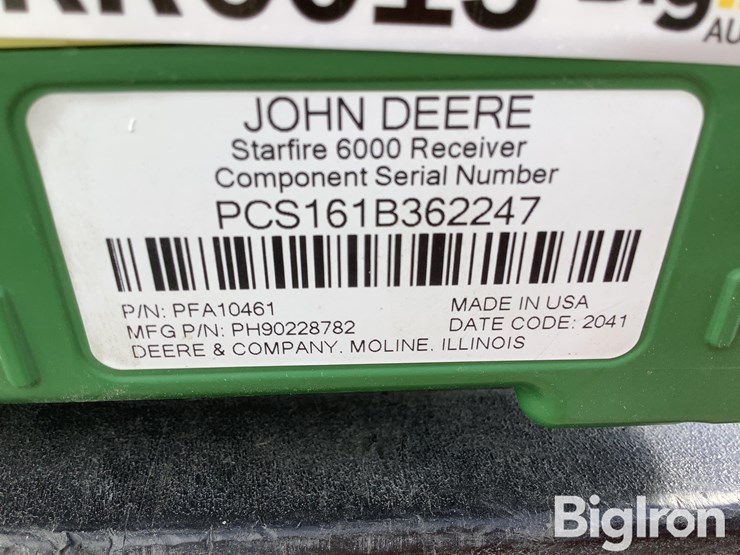 AU
JOHN DEERE
Starfire 6000 Receiver
Component Serial Number
PCS161B362247
P/N: PFA10461
MADE IN USA
MFG P/N: PH90228782
DATE CODE: 2041
DEERE & COMPANY, MOLINE, ILLINOIS
BigIron